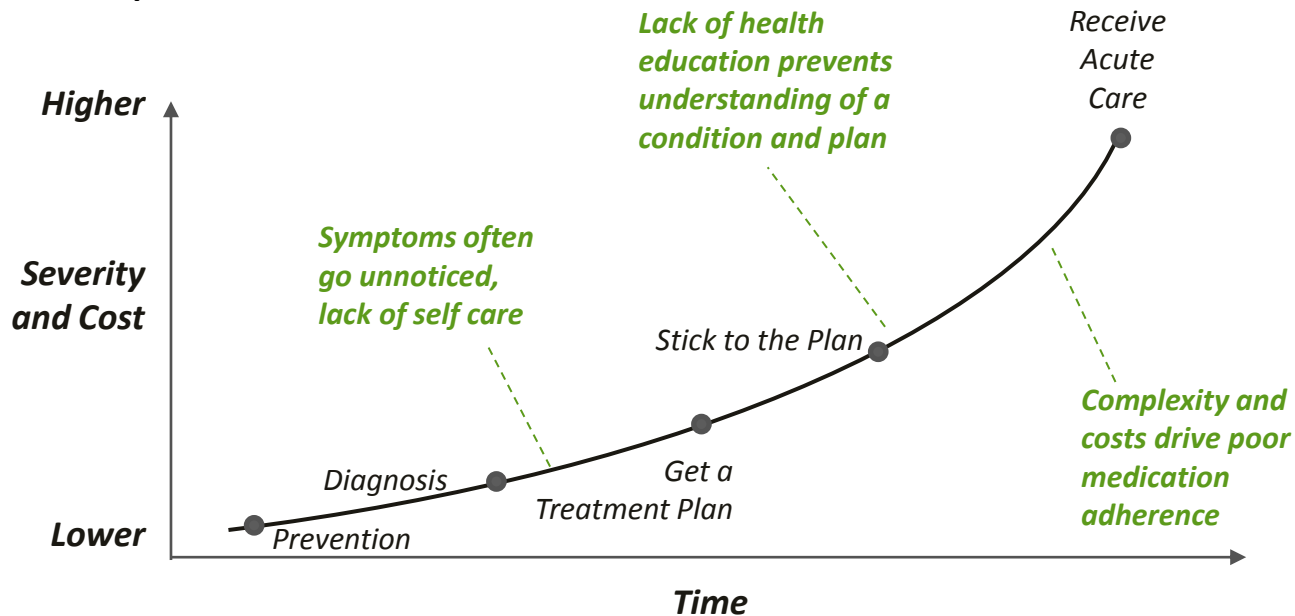 Lack of health
education prevents
understanding of a
condition and plan
Receive
Acute
Care
Higher
Symptoms often
go unnoticed,
lack of self care
Severity
and Cost
Stick to the Plan
Complexity and
costs drive poor
medication
adherence
Diagnosis
Get a
Treatment Plan
Lower
Prevention
Time